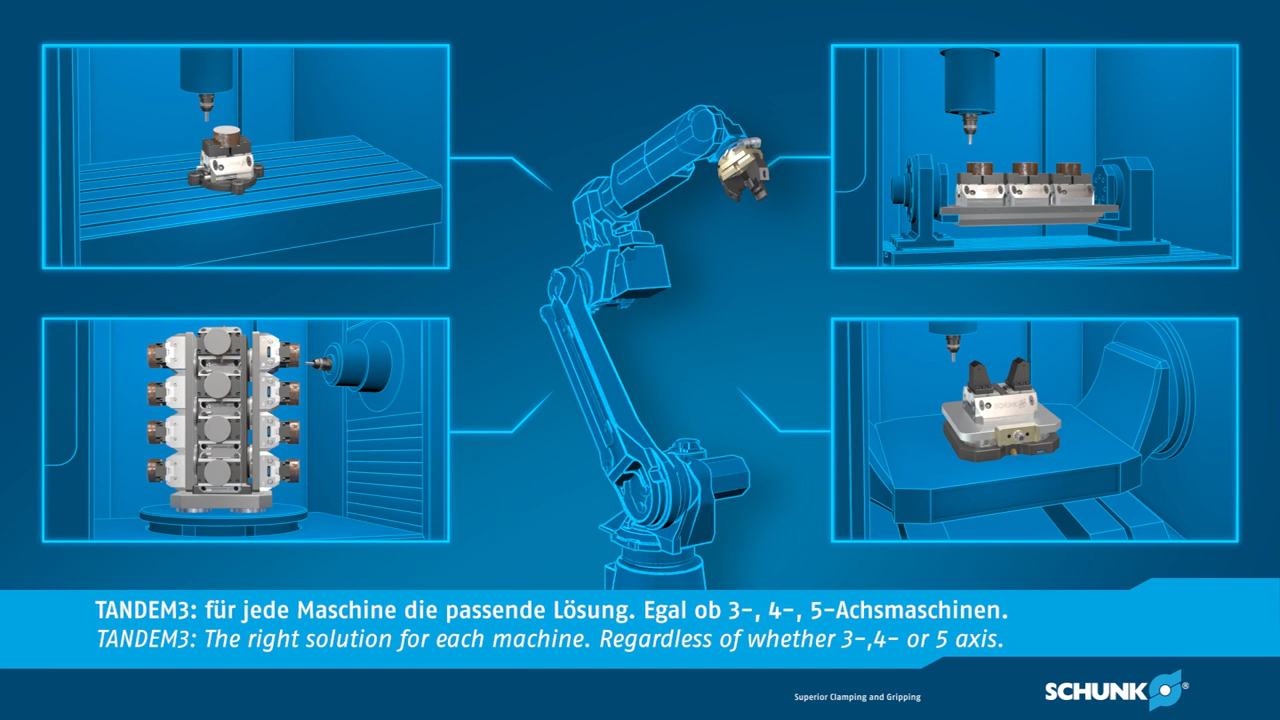 SCHUNK
TANDEM3: für jede Maschine die passende Lösung. Egal ob 3-, 4-, 5-Achsmaschinen.
TANDEM3: The right solution for each machine. Regardless of whether 3-,4- or 5 axis.
Superior Clamping and Gripping
SCHUNK®